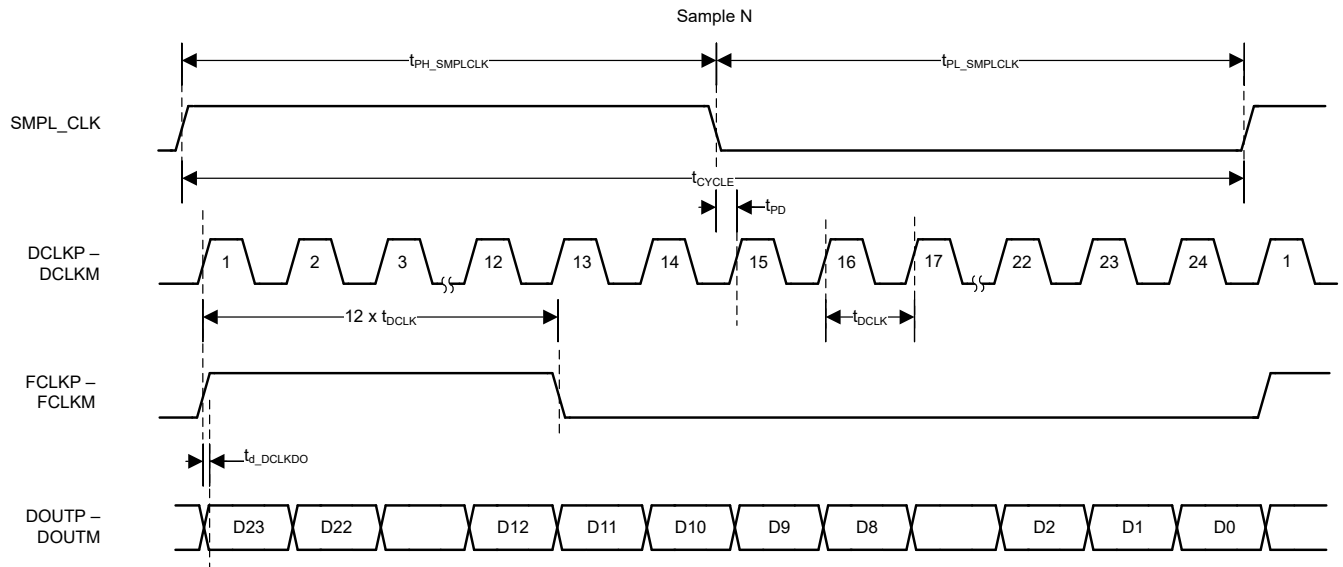 Sample N
tPH_SMPLCLK
tPL_SMPLCLK
SMPL_CLK
tCYCLE
tPD
DCLKP –
DCLKM
1
2
3
12
13
14
15
16
17
22
23
24
1
12 x tDCLK
tDCLK
FCLKP –
FCLKM
td_DCLKDO
DOUTP –
DOUTM
D23
D22
D12
D11
D10
D9
D8
D2
D1
D0